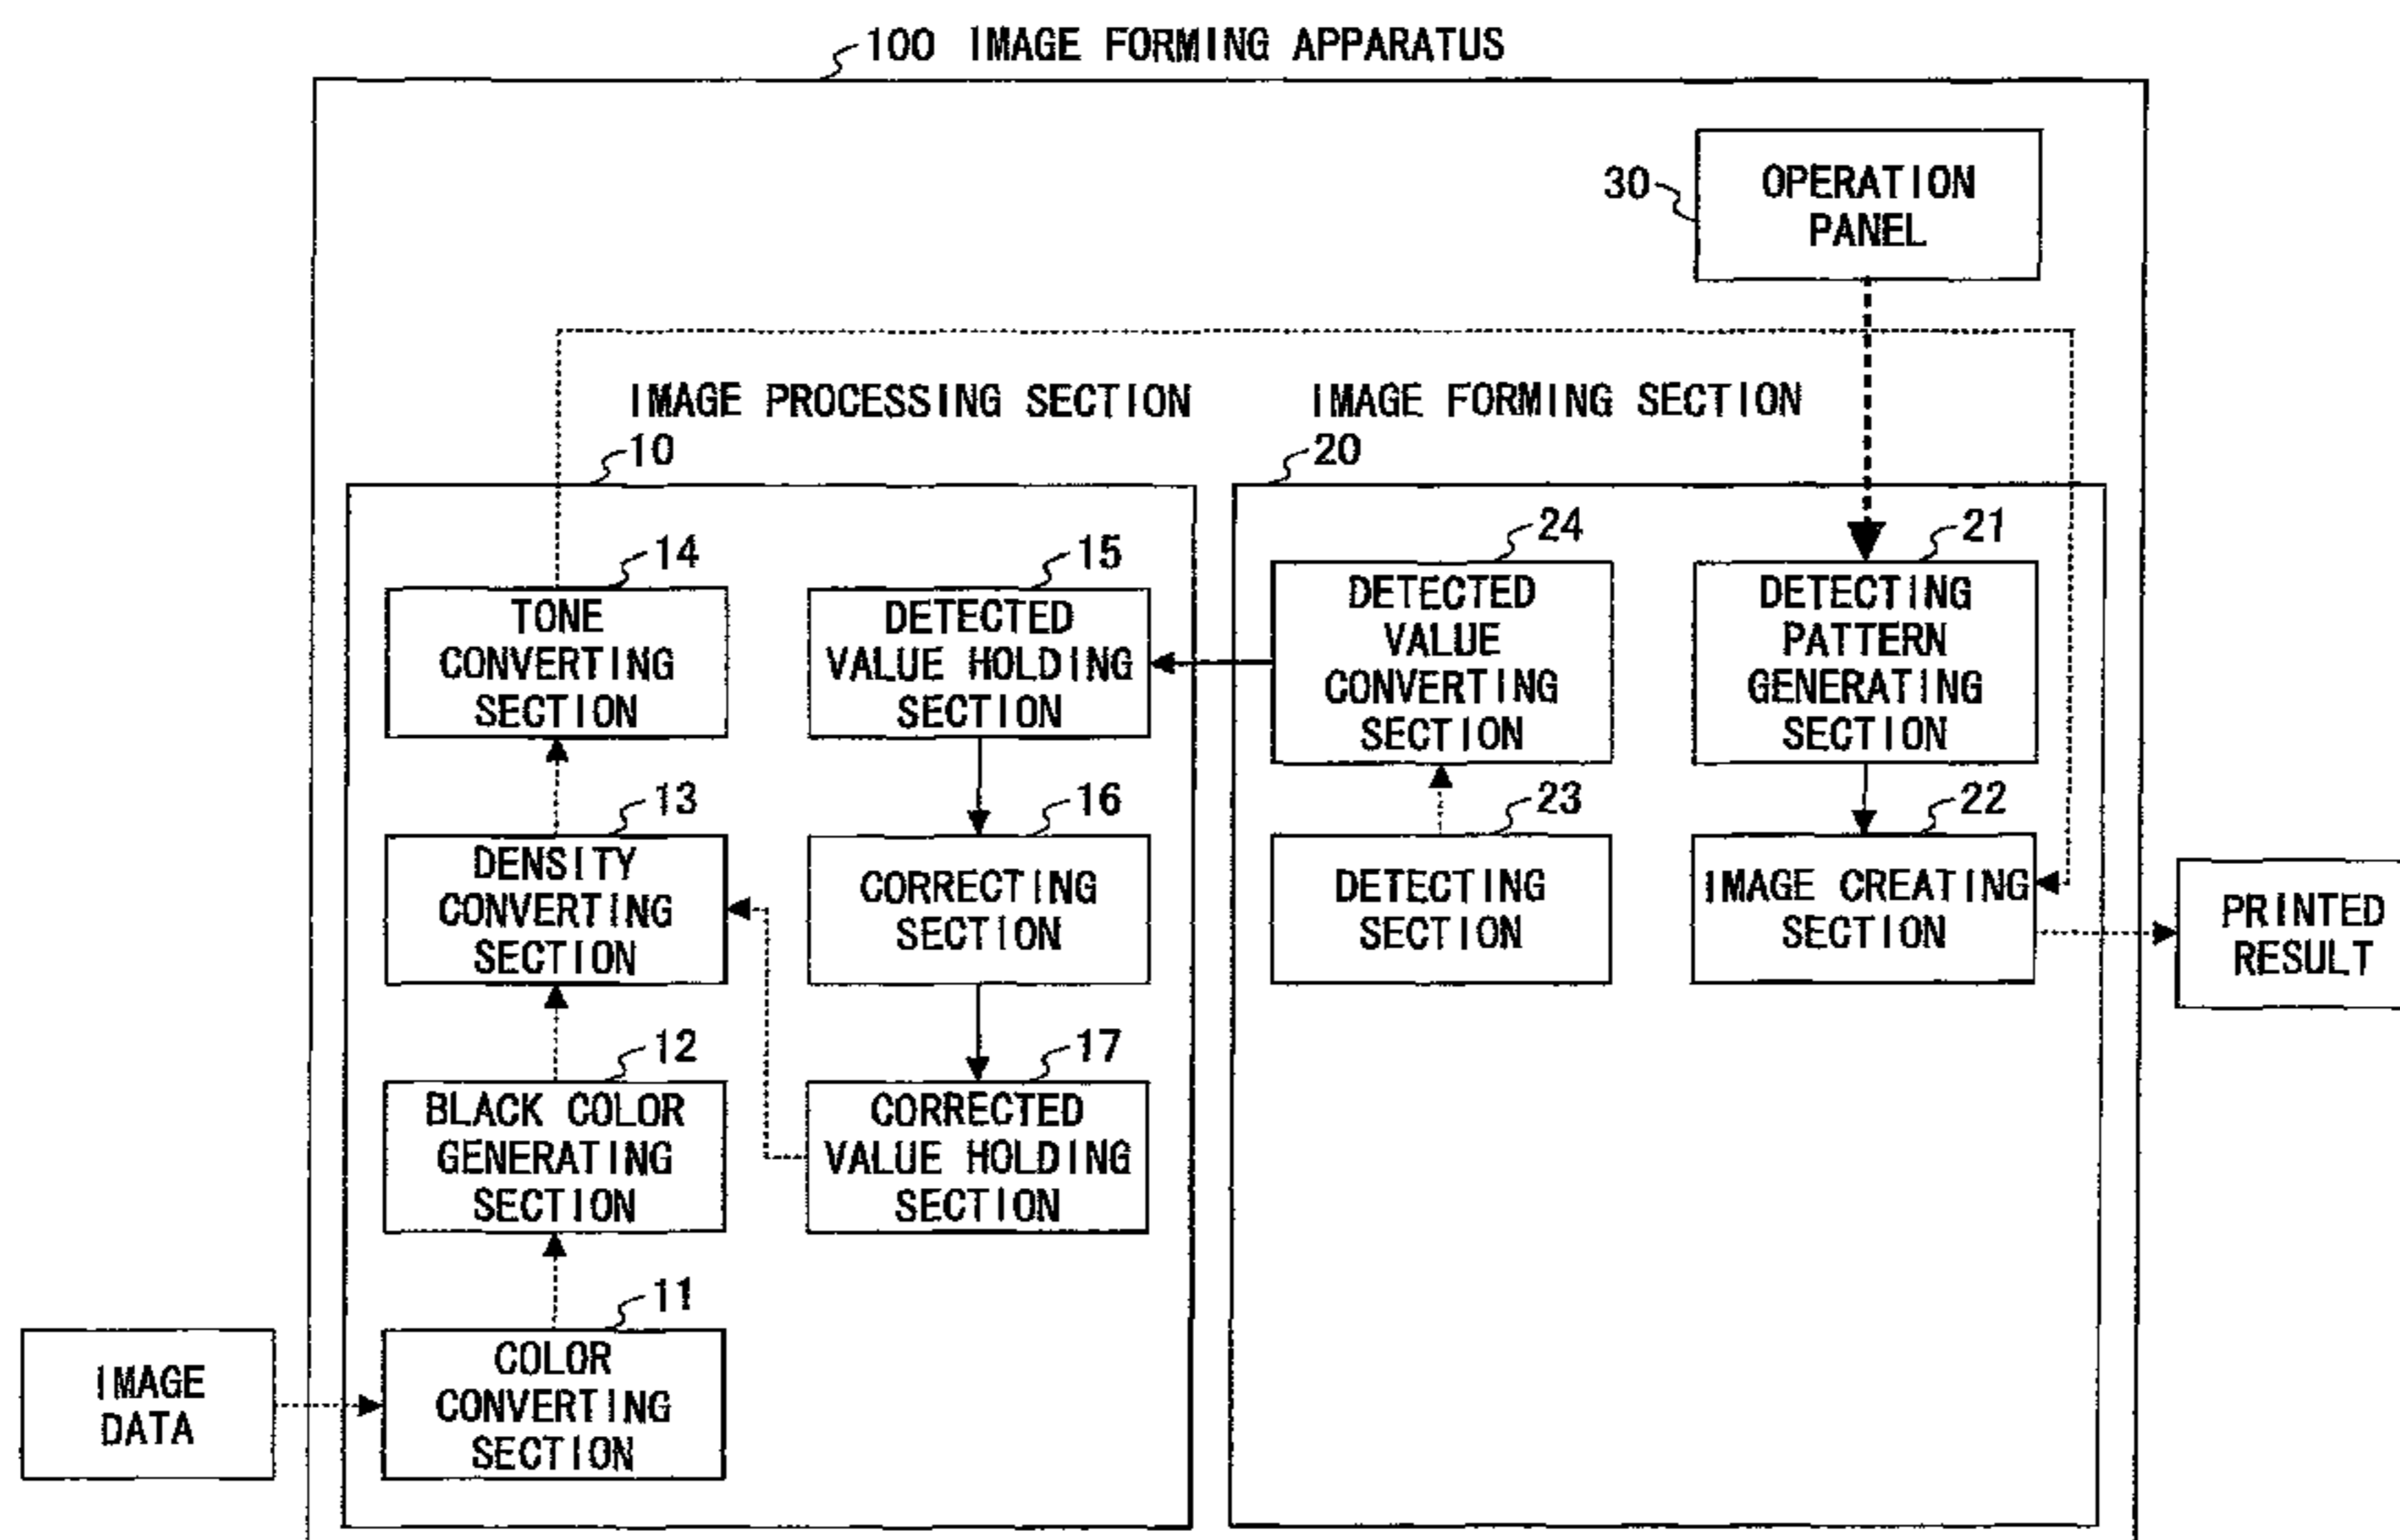 100 IMAGE FORMING APPARATUS
30
OPERATION
PANEL
IMAGE PROCESSING SECTION
10
IMAGE FORMING SECTION
20
14
TONE
CONVERTING
SECTION
15
DETECTED
VALUE HOLDING
SECTION
24
DETECTED
VALUE
CONVERTING
SECTION
21
DETECTING
PATTERN
GENERATING
SECTION
13
DENSITY
CONVERTING
SECTION
16
CORRECTING
SECTION
23
DETECTING
SECTION
22
IMAGE CREATING
SECTION
PRINTED
RESULT
12
BLACK COLOR
GENERATING
SECTION
17
CORRECTED
VALUE HOLDING
SECTION
11
COLOR
CONVERTING
SECTION
IMAGE
DATA